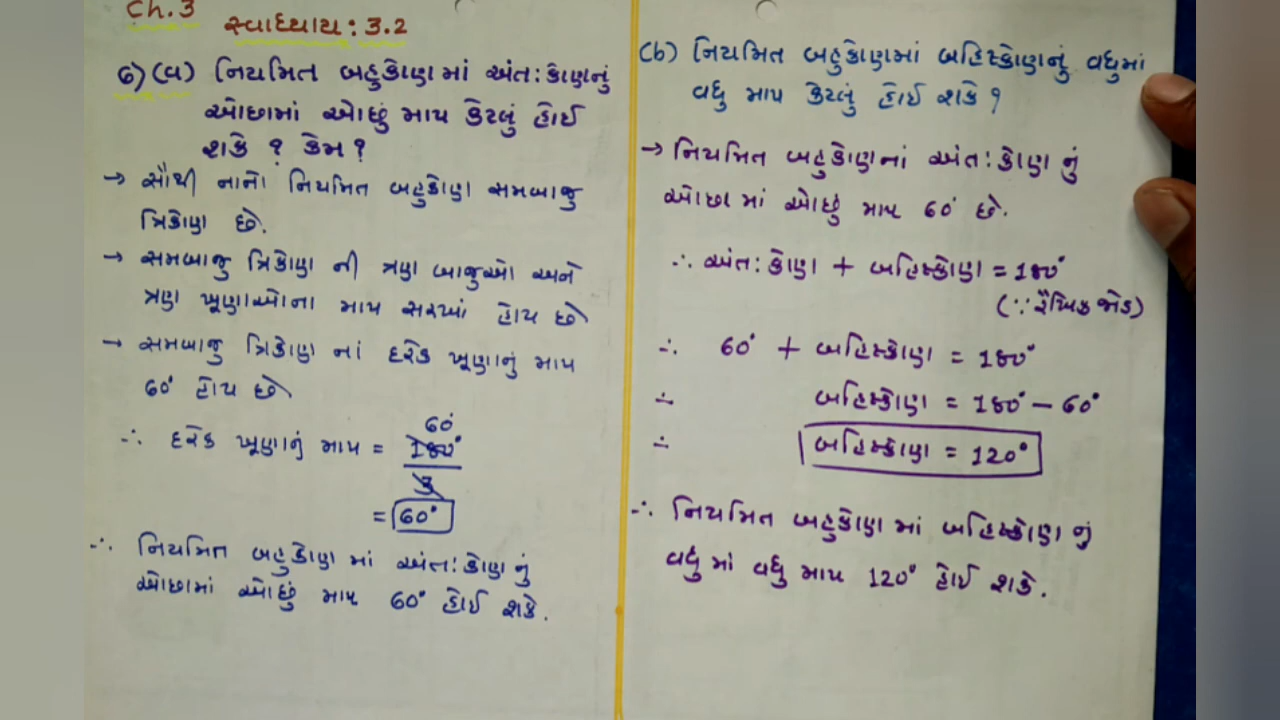 Ch.3
સ્વાધ્યાય : 3.2
6) (a) નિયમિત બહુકોણમાં અંત:કોણનું
ઓછામાં ઓછું માપ કેટલું હોઈ
શકે ? કેમ ?
→ સૌથી નાનો નિયમિત બહુકોણ સમબાજુ
ત્રિકોણ છે.
→ સમબાજુ ત્રિકોણ ની ત્રણ બાજુઓ અને
ત્રણ ખૂણાઓના માપ સરખાં હોય છે
→ સમબાજુ ત્રિકોણ નાં દરેક ખૂણાનું માપ
60° હોય છે
∴ દરેક ખૂણાનું માપ = 180° / 3
60°
= 60°
∴ નિયમિત બહુકોણ માં અંત:કોણ નું
ઓછામાં ઓછું માપ 60° હોઈ શકે.
(b) નિયમિત બહુકોણમાં બહિષ્કોણનું વધુમાં
વધુ માપ કેટલું હોઈ શકે ?
→ નિયમિત બહુકોણનાં અંત:કોણ નું
ઓછા માં ઓછું માપ 60° છે.
∴ અંત:કોણ + બહિષ્કોણ = 180°
(∵ રૈખિક જોડ)
∴ 60° + બહિષ્કોણ = 180°
∴ બહિષ્કોણ = 180° − 60°
∴ બહિષ્કોણ = 120°
∴ નિયમિત બહુકોણ માં બહિષ્કોણ નું
વધુ માં વધુ માપ 120° હોઈ શકે.